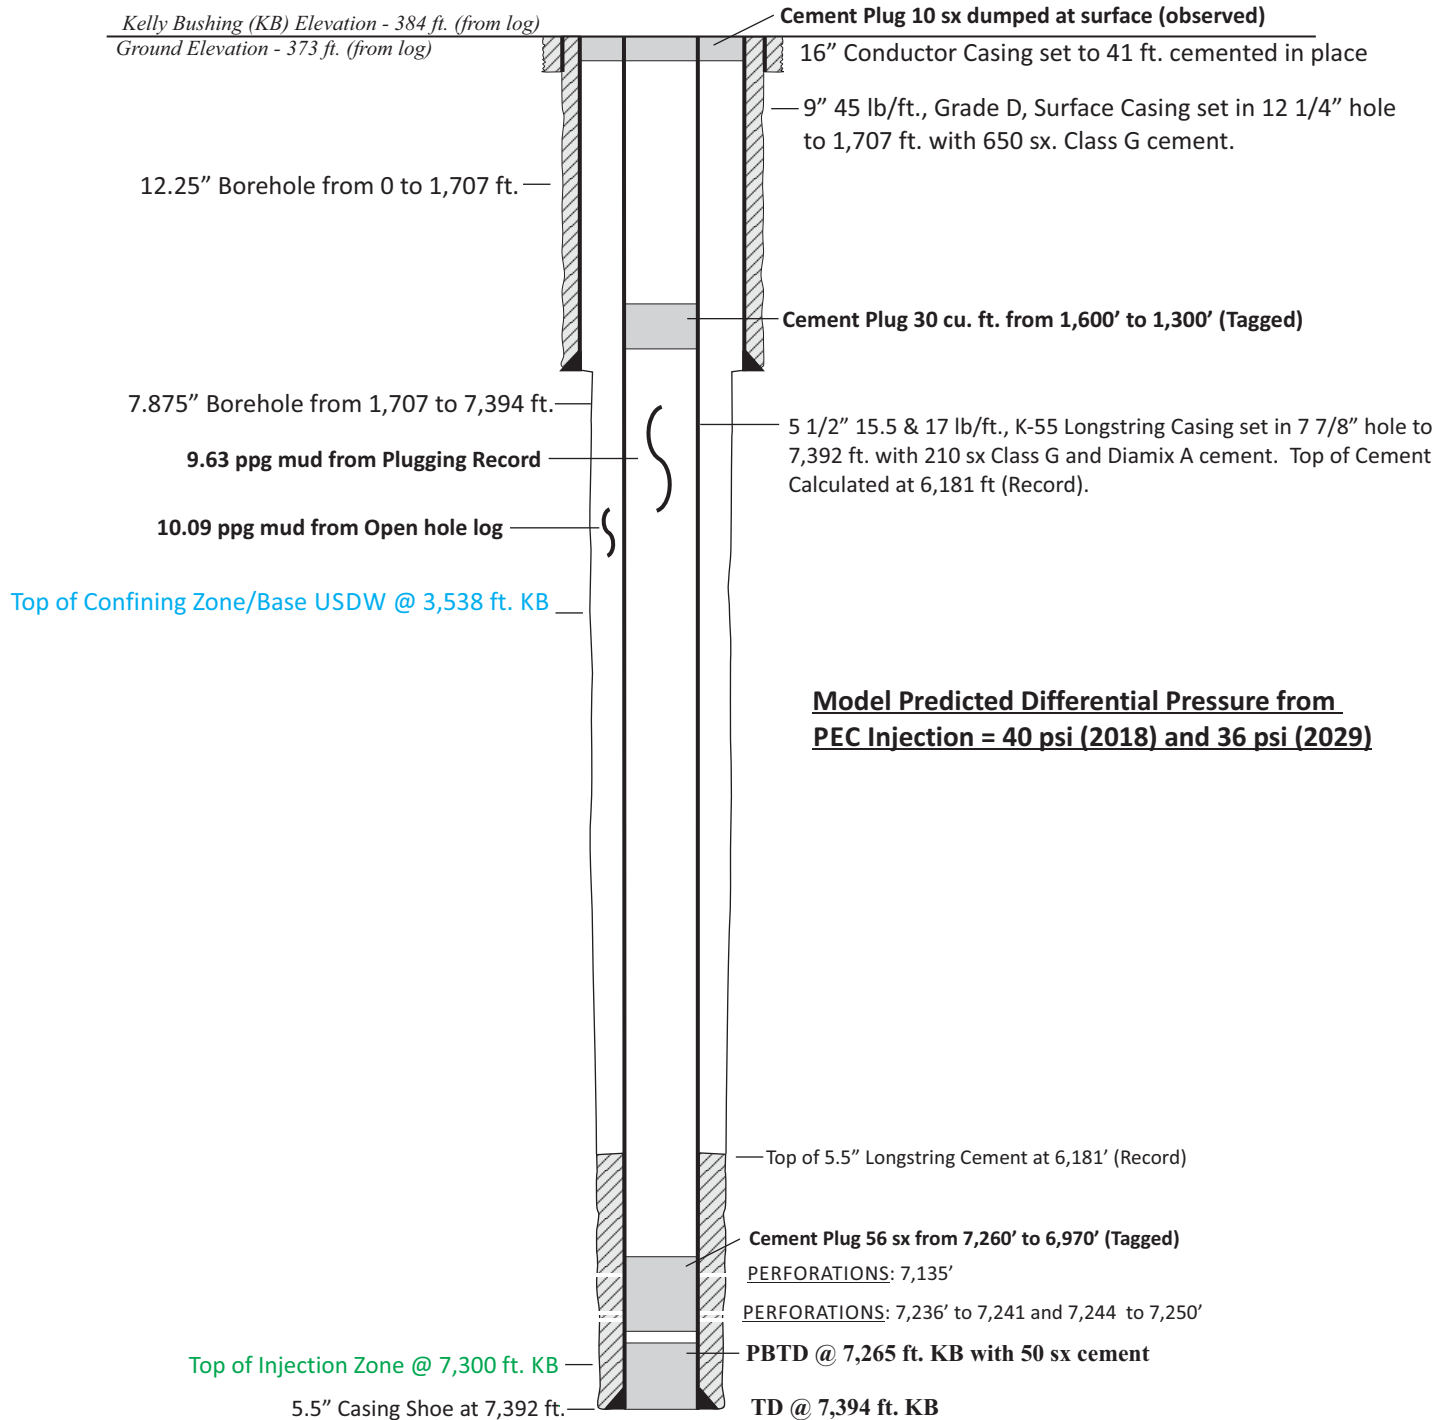 Kelly Bushing (KB) Elevation - 384 ft. (from log)
Ground Elevation - 373 ft. (from log)
Cement Plug 10 sx dumped at surface (observed)
16” Conductor Casing set to 41 ft. cemented in place
9” 45 lb/ft., Grade D, Surface Casing set in 12 1/4” hole
to 1,707 ft. with 650 sx. Class G cement.
12.25” Borehole from 0 to 1,707 ft.
Cement Plug 30 cu. ft. from 1,600’ to 1,300’ (Tagged)
7.875” Borehole from 1,707 to 7,394 ft.
5 1/2” 15.5 & 17 lb/ft., K-55 Longstring Casing set in 7 7/8” hole to
7,392 ft. with 210 sx Class G and Diamix A cement.  Top of Cement
Calculated at 6,181 ft (Record).
9.63 ppg mud from Plugging Record
10.09 ppg mud from Open hole log
Top of Confining Zone/Base USDW @ 3,538 ft. KB
Model Predicted Differential Pressure from
PEC Injection = 40 psi (2018) and 36 psi (2029)
Top of 5.5” Longstring Cement at 6,181’ (Record)
Cement Plug 56 sx from 7,260’ to 6,970’ (Tagged)
PERFORATIONS: 7,135’
PERFORATIONS: 7,236’ to 7,241 and 7,244  to 7,250’
PBTD @ 7,265 ft. KB with 50 sx cement
Top of Injection Zone @ 7,300 ft. KB
5.5” Casing Shoe at 7,392 ft.
TD @ 7,394 ft. KB